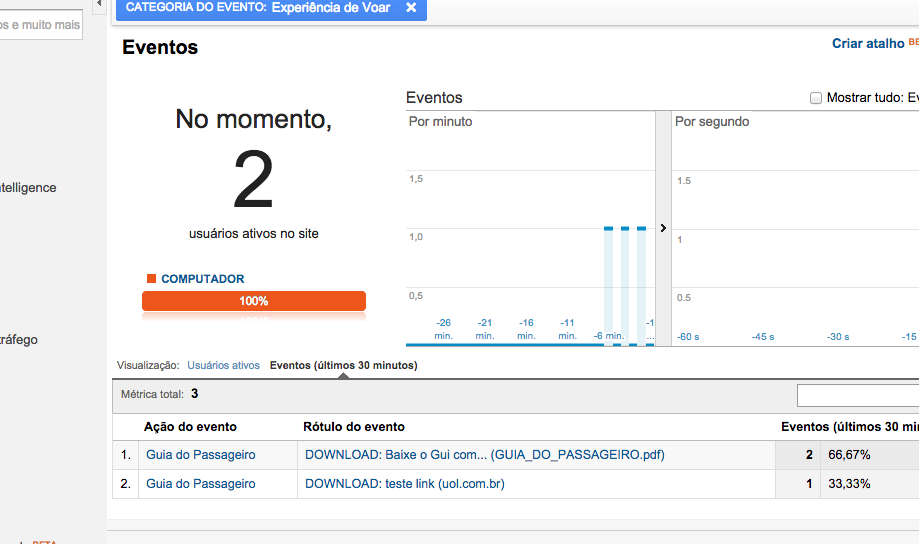 CATEGORIA DO EVENTO: Experiência de Voar ×
os e muito mais
Eventos
Criar atalho BE
Eventos
Mostrar tudo: Ev
No momento,
2
usuários ativos no site
COMPUTADOR
100%
Por minuto
1,5
1,0
0,5
-26 min.
-21 min.
-16 min.
-11 min.
-6 min.
-1 ...
Por segundo
1.5
1
0.5
-60 s
-45 s
-30 s
-15
ntelligence
ráfego
BETA
Visualização: Usuários ativos Eventos (últimos 30 minutos)
Métrica total: 3
Ação do evento Rótulo do evento Eventos (últimos 30 min
1. Guia do Passageiro DOWNLOAD: Baixe o Gui com... (GUIA_DO_PASSAGEIRO.pdf) 2 66,67%
2. Guia do Passageiro DOWNLOAD: teste link (uol.com.br) 1 33,33%